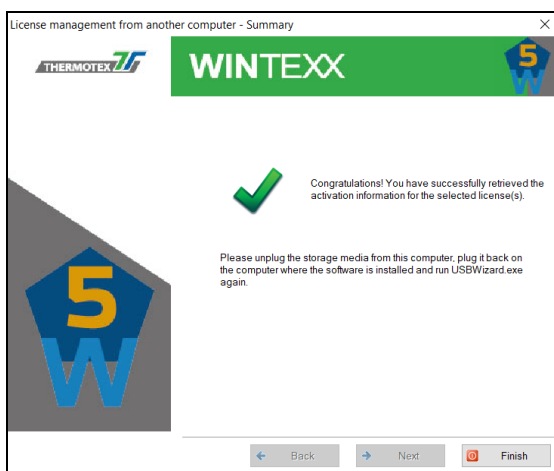 License management from another computer - Summary
THERMOTEX
WINTEXX
5
W
Congratulations! You have successfully retrieved the
activation information for the selected license(s).
Please unplug the storage media from this computer, plug it back on
the computer where the software is installed and run USBWizard.exe
again.
5
W
Back
Next
Finish